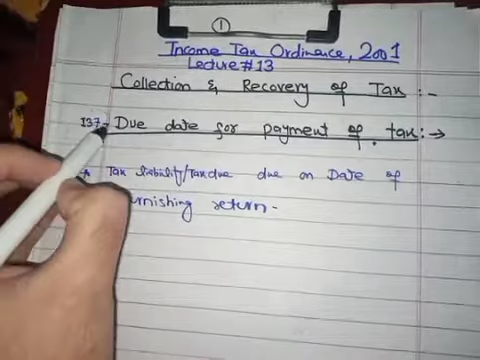 ①
Income Tax Ordinance, 2001
Lecture #13
Collection & Recovery of Tax :-
137- Due date for payment of tax :→
Tax liability/Tax due due on Date of
urnishing return.